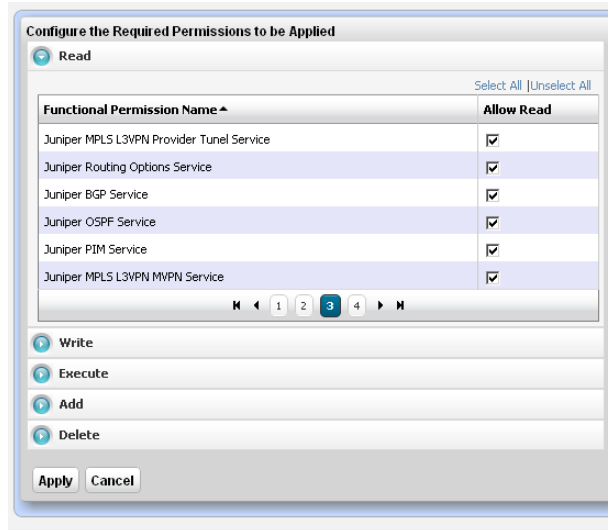 Configure the Required Permissions to be Applied
Read
Select All |Unselect All
Functional Permission Name Allow Read
Juniper MPLS L3VPN Provider Tunel Service
Juniper Routing Options Service
Juniper BGP Service
Juniper OSPF Service
Juniper PIM Service
Juniper MPLS L3VPN MVPN Service
1 2 3 4
Write
Execute
Add
Delete
Apply Cancel